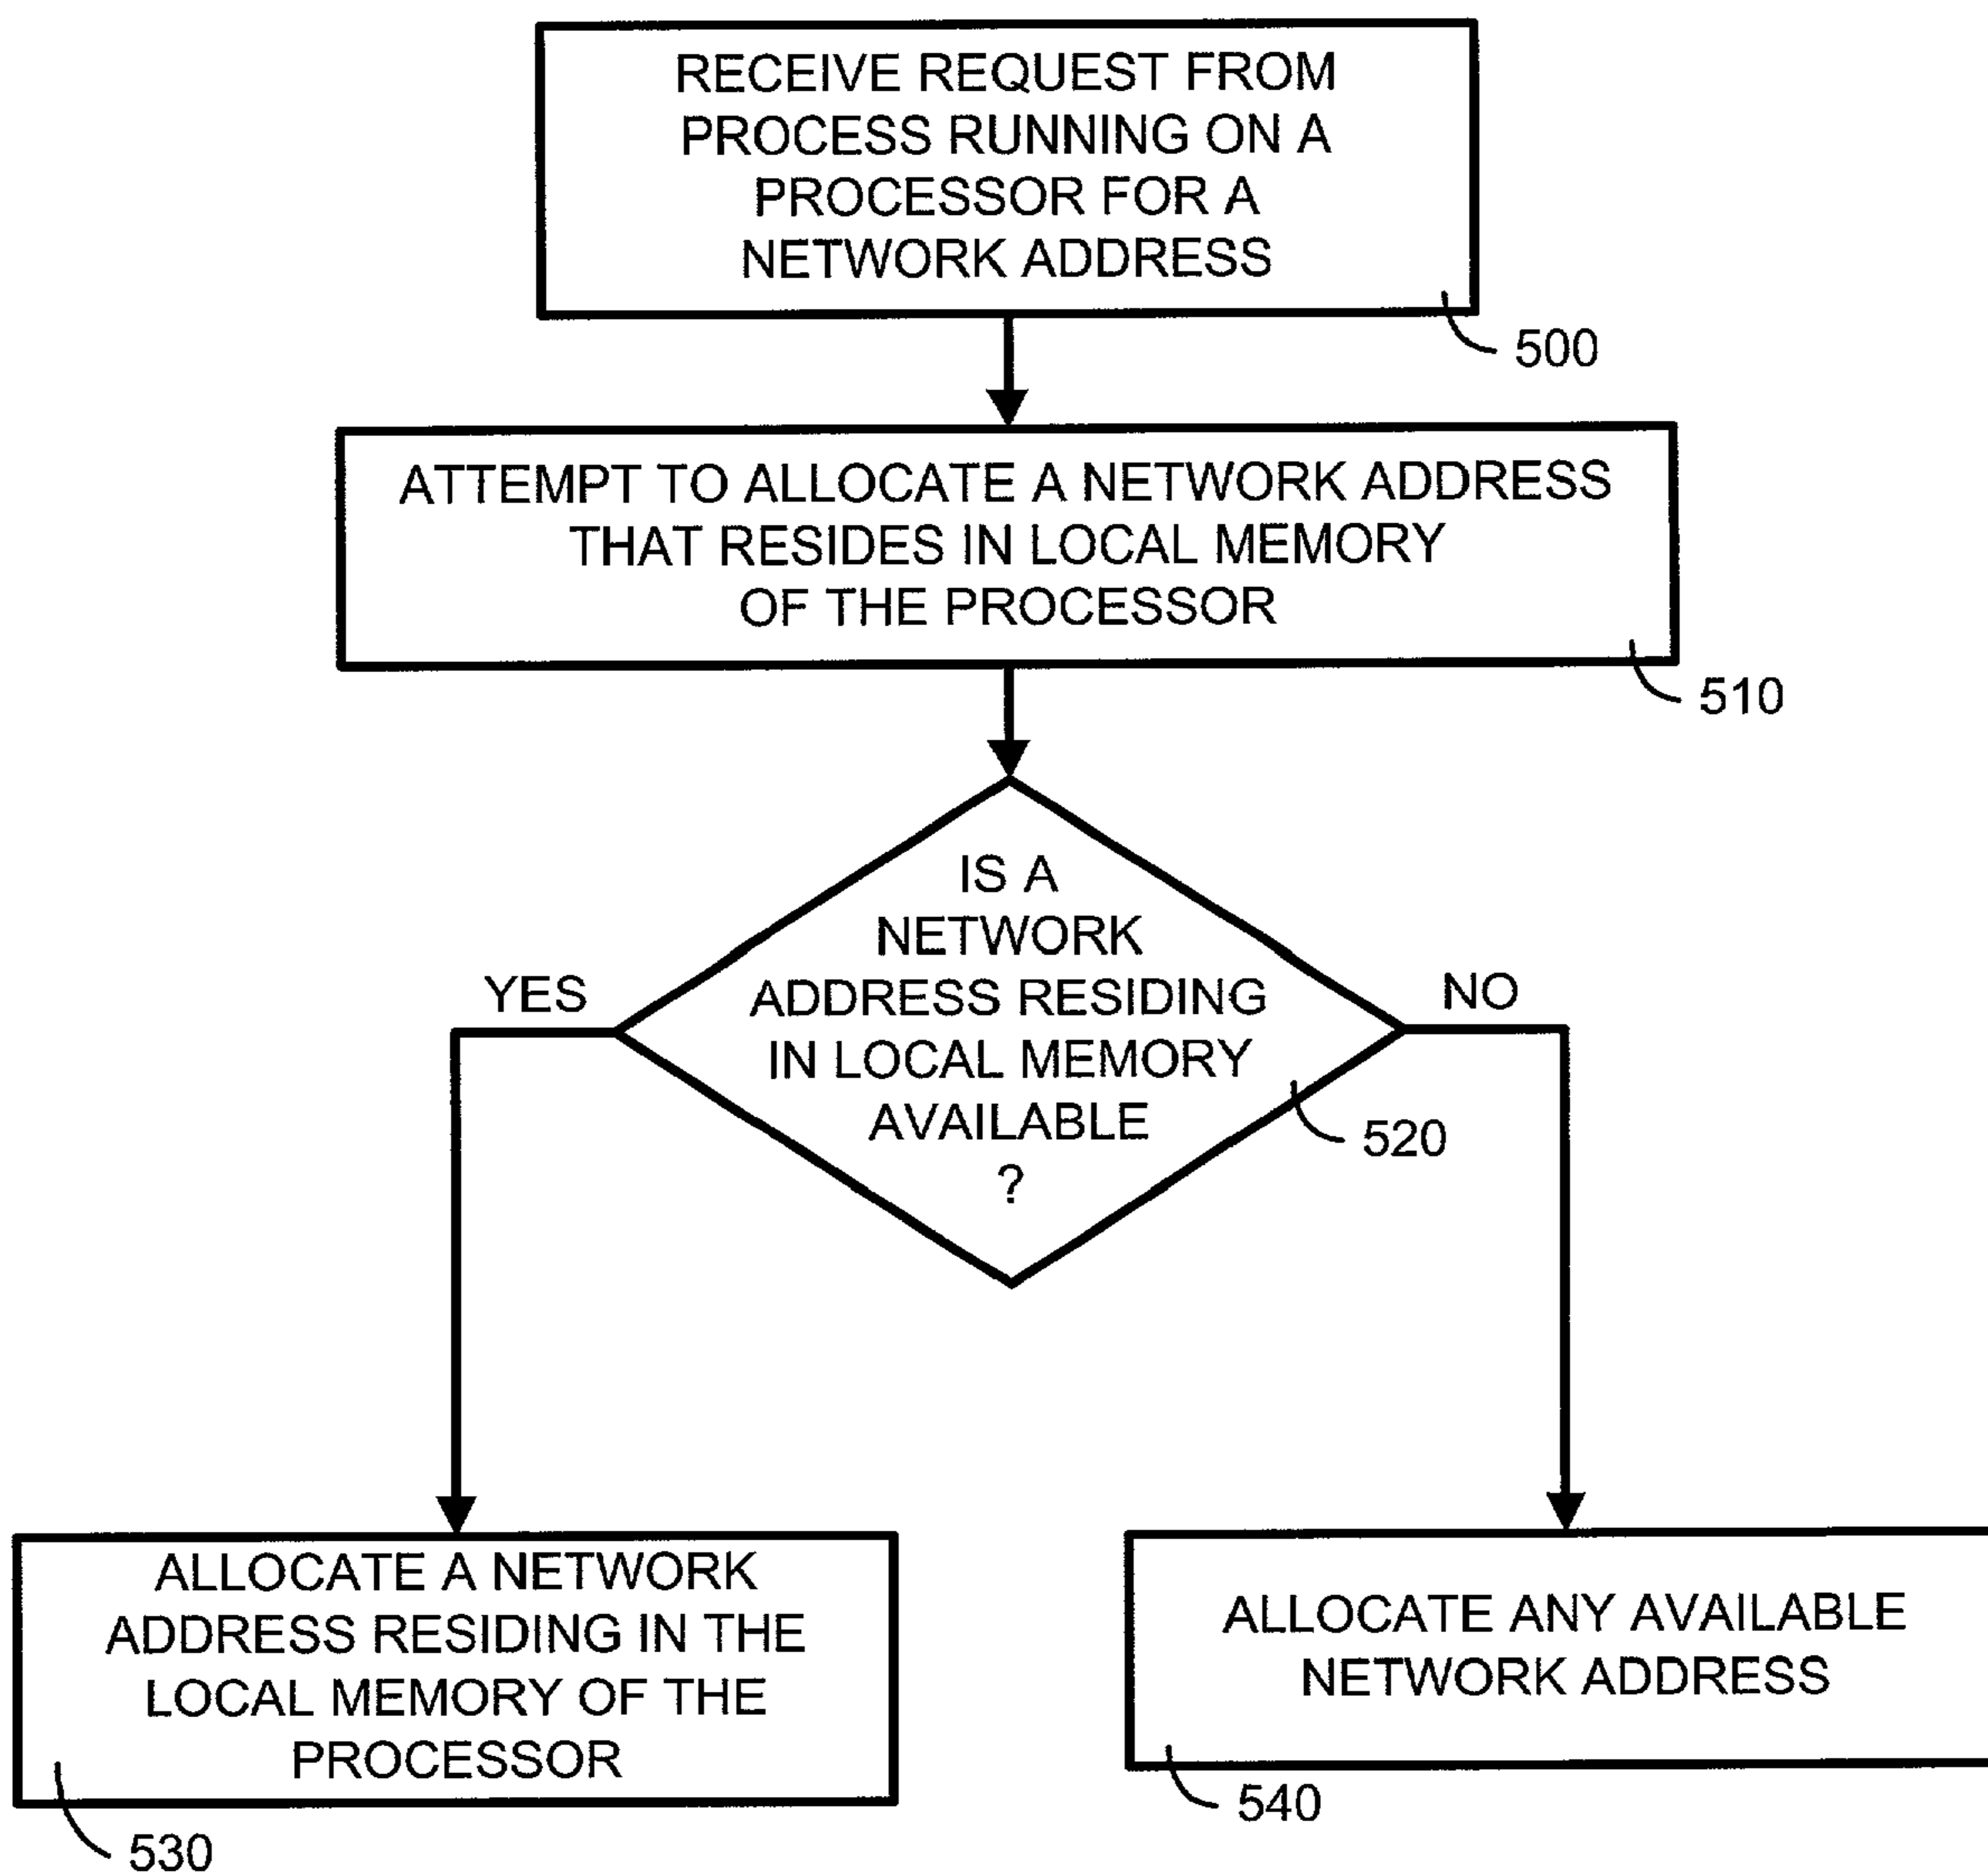 RECEIVE REQUEST FROM
PROCESS RUNNING ON A
PROCESSOR FOR A
NETWORK ADDRESS
500
ATTEMPT TO ALLOCATE A NETWORK ADDRESS
THAT RESIDES IN LOCAL MEMORY
OF THE PROCESSOR
510
IS A
NETWORK
ADDRESS RESIDING
IN LOCAL MEMORY
AVAILABLE
?
520
YES
NO
ALLOCATE A NETWORK
ADDRESS RESIDING IN THE
LOCAL MEMORY OF THE
PROCESSOR
530
ALLOCATE ANY AVAILABLE
NETWORK ADDRESS
540